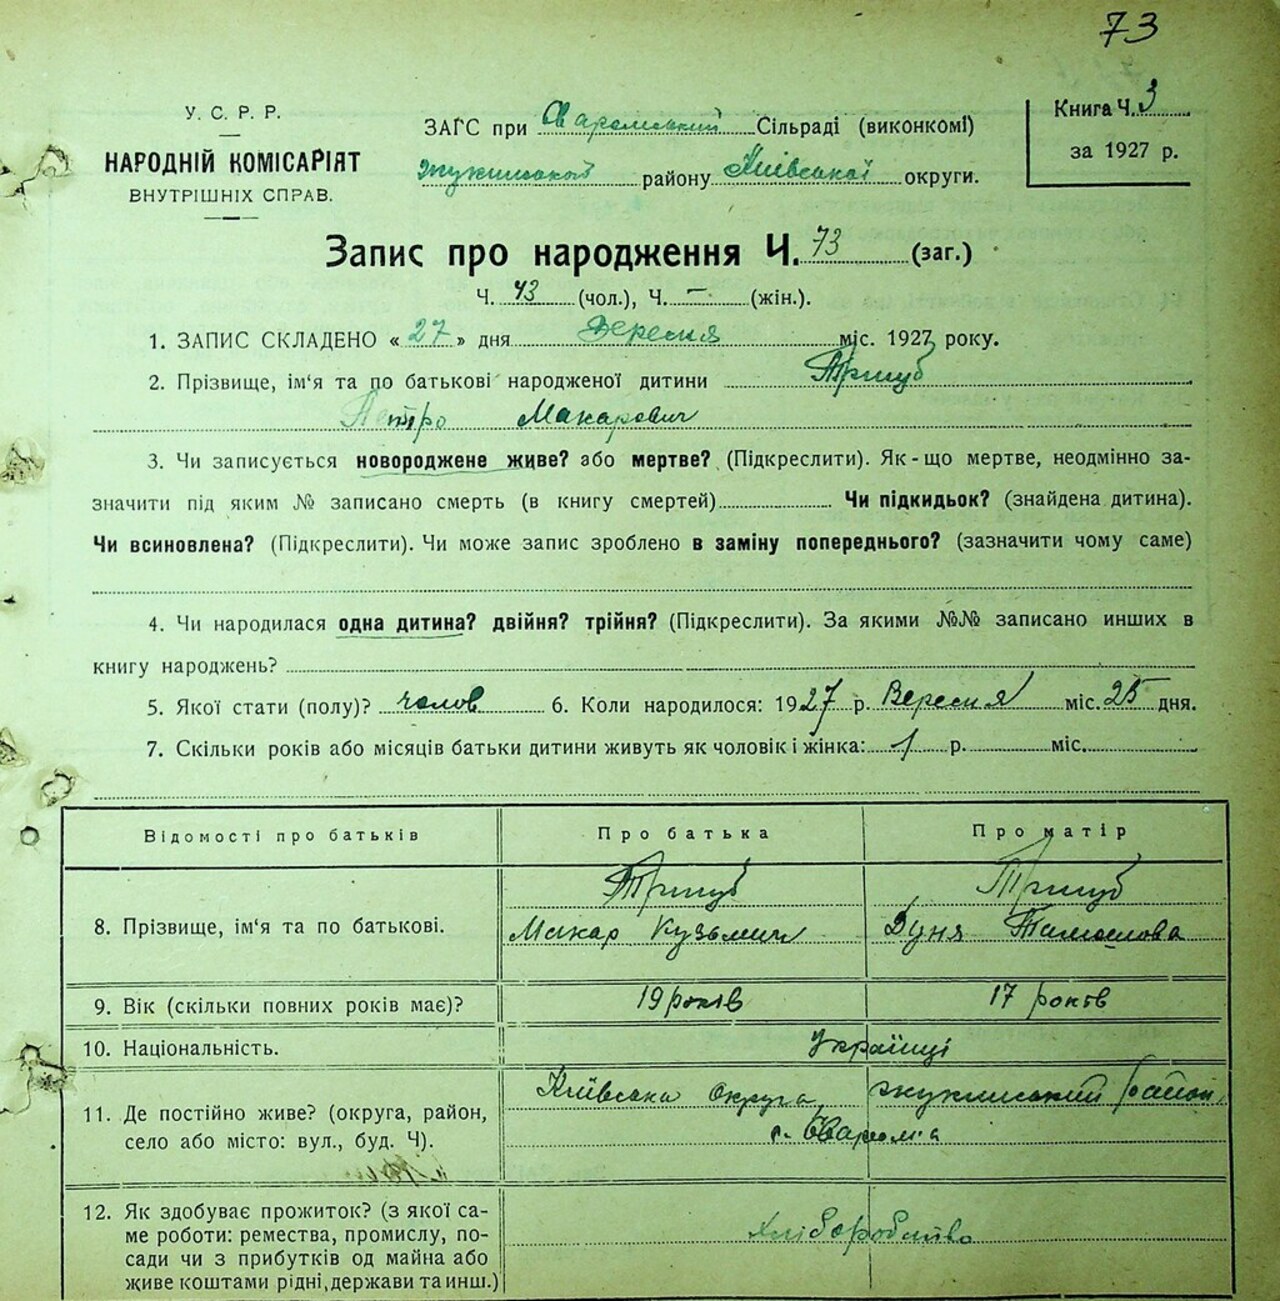 73
У. С. Р. Р.
НАРОДНІЙ КОМІСАРІЯТ
ВНУТРІШНІХ СПРАВ.
ЗАГС при Сваромський Сільраді (виконкомі)
Жукинського району Київської округи.
Книга Ч. 3
за 1927 р.
Запис про народження Ч. 73 (заг.)
Ч. 43 (чол.), Ч. — (жін.).
1. ЗАПИС СКЛАДЕНО « 27 » дня Вересня міс. 1927 року.
2. Прізвище, ім‘я та по батькові народженої дитини Тригуб
Петро Макарович
3. Чи записується новороджене живе? або мертве? (Підкреслити). Як-що мертве, неодмінно за-
значити під яким № записано смерть (в книгу смертей) Чи підкидьок? (знайдена дитина).
Чи всиновлена? (Підкреслити). Чи може запис зроблено в заміну попереднього? (зазначити чому саме)
4. Чи народилася одна дитина? двійня? трійня? (Підкреслити). За якими №№ записано инших в
книгу народжень?
5. Якої стати (полу)? чолов 6. Коли народилося: 1927 р. Вересня міс. 25 дня.
7. Скільки років або місяців батьки дитини живуть як чоловік і жінка: 1 р. міс.
Відомості про батьків Про батька Про матір
8. Прізвище, ім‘я та по батькові. Тригуб Тригуб
Макар Кузьмич Дуня
9. Вік (скільки повних років має)? 19 років 17 років
10. Національність. Українці
11. Де постійно живе? (округа, район,
село або місто: вул., буд. Ч). Київська округа, Жукинський район,
с. Сваромa
12. Як здобуває прожиток? (з якої са-
ме роботи: ремества, промислу, по-
сади чи з прибутків од майна або
живе коштами рідні, держави та инш.) Хліборобство